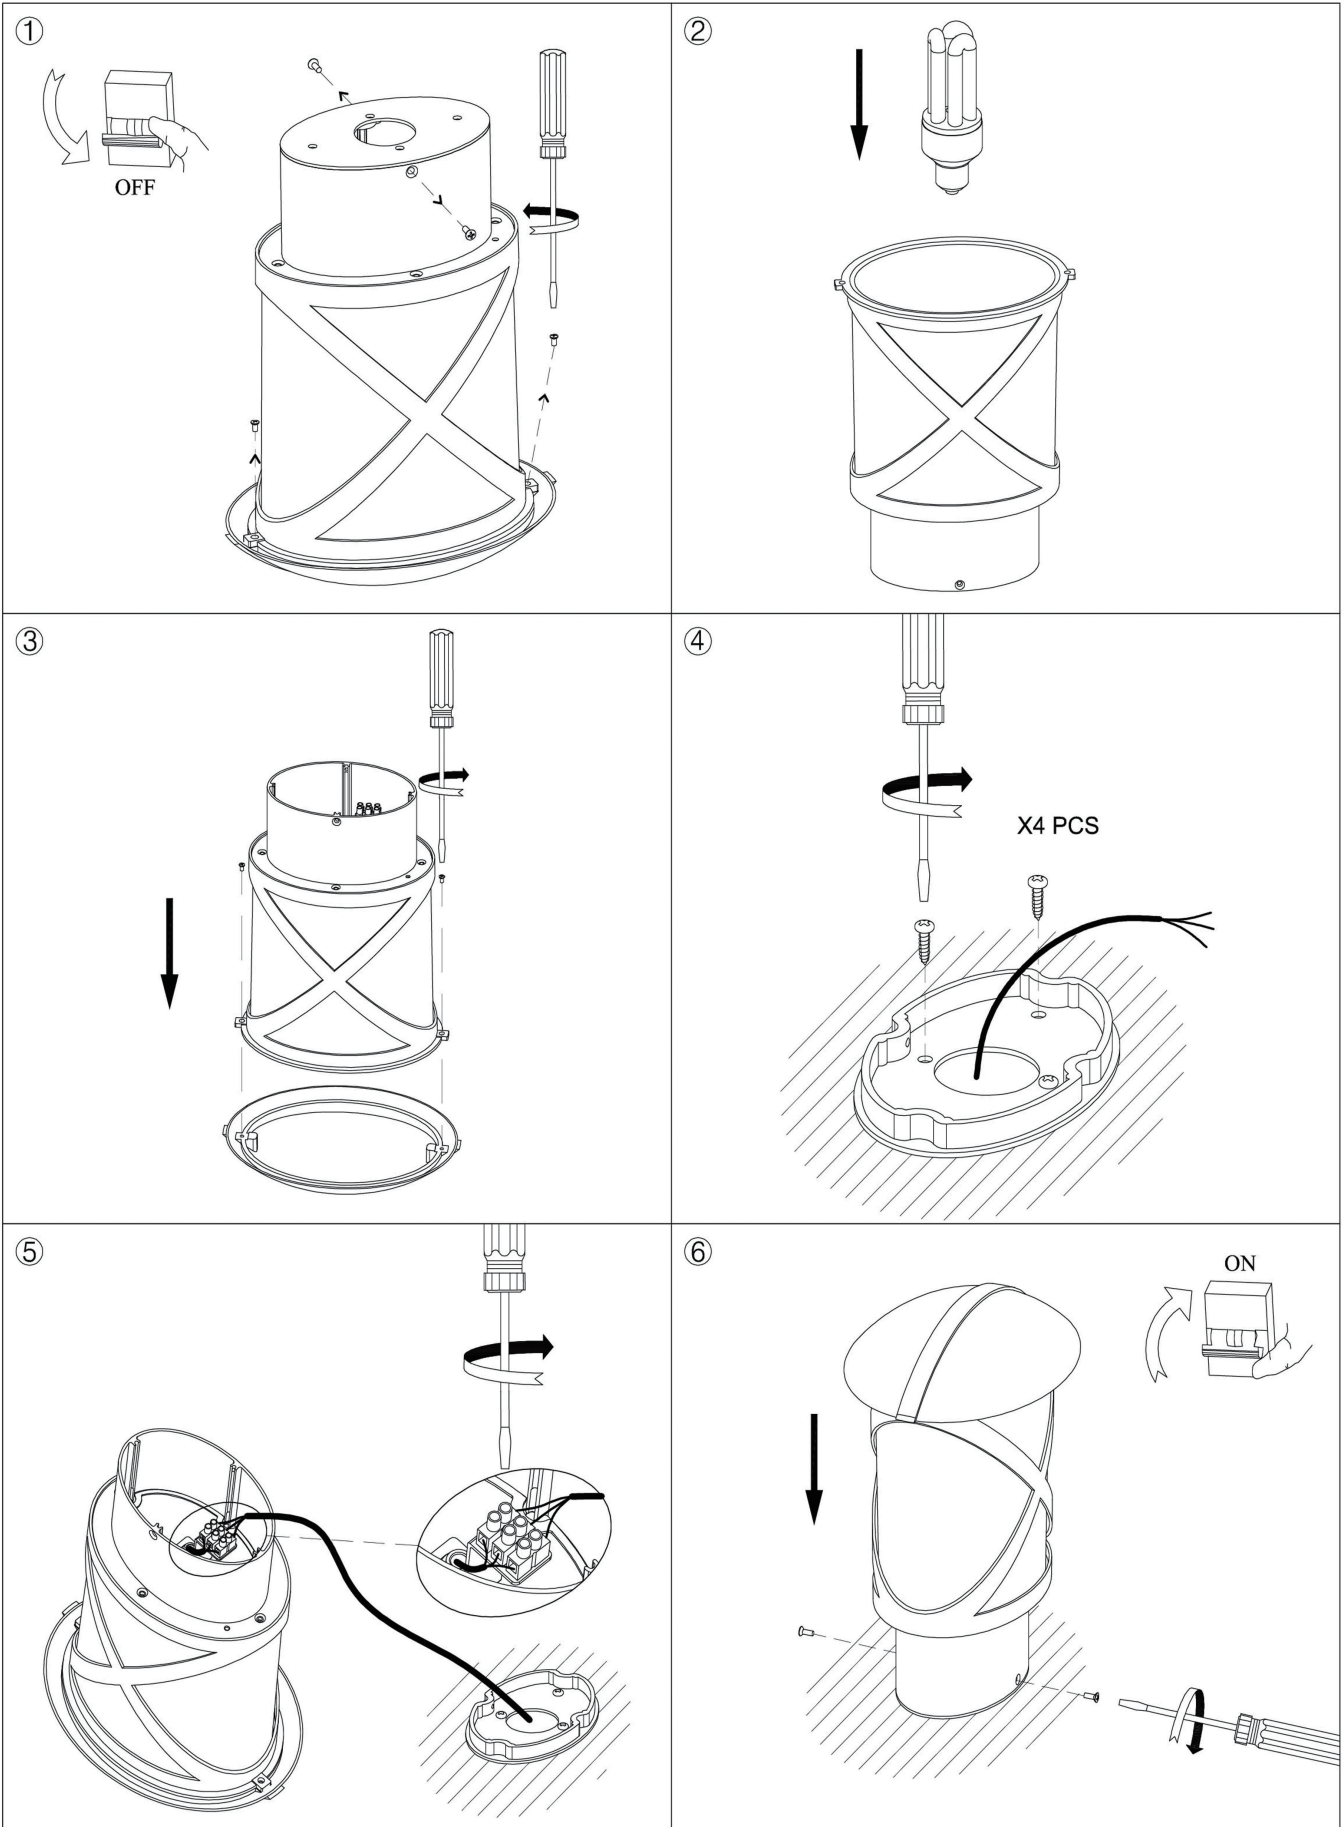 ①
OFF
②
③
④
X4 PCS
⑤
⑥
ON